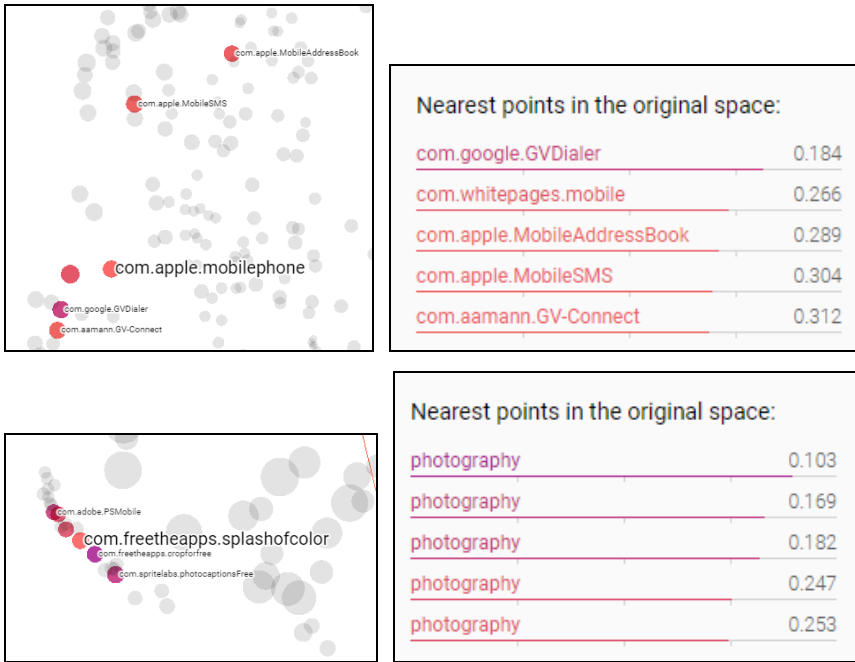 com.apple.MobileAddressBook
com.apple.MobileSMS
com.apple.mobilephone
com.google.GVDialer
com.aamann.GV-Connect
Nearest points in the original space:
com.google.GVDialer 0.184
com.whitepages.mobile 0.266
com.apple.MobileAddressBook 0.289
com.apple.MobileSMS 0.304
com.aamann.GV-Connect 0.312
com.adobe.PSMobile
com.freetheapps.splashofcolor
com.freetheapps.cropforfree
com.spritelabs.photocaptionsFree
Nearest points in the original space:
photography 0.103
photography 0.169
photography 0.182
photography 0.247
photography 0.253